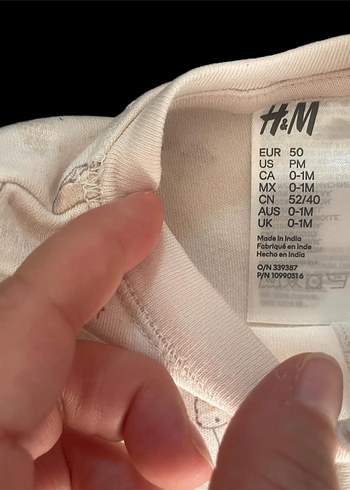 H&M
EUR 50
US PM
CA 0-1M
MX 0-1M
CN 52/40
AUS 0-1M
UK 0-1M
Made in India
Fabriqué en Inde
Hecho en India
O/N 339387
P/N 10990516